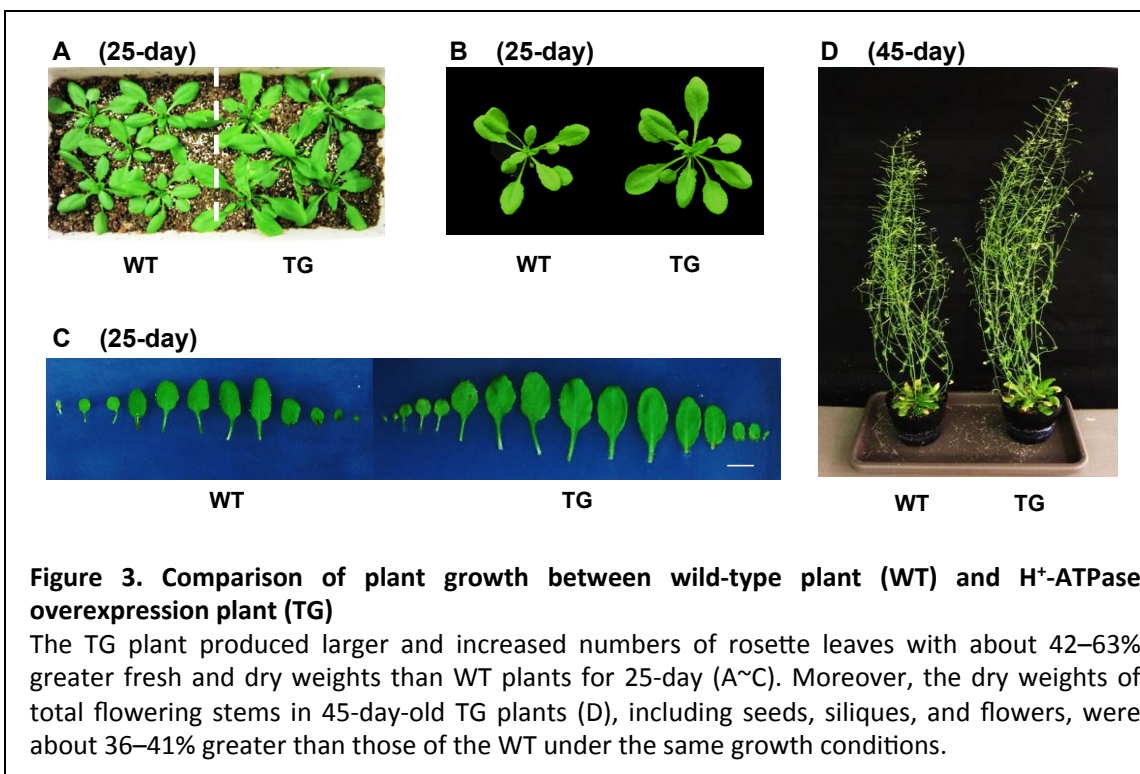 A (25-day)
B (25-day)
D (45-day)
WT
TG
WT
TG
C (25-day)
WT
TG
WT
TG
Figure 3. Comparison of plant growth between wild-type plant (WT) and H⁺-ATPase
overexpression plant (TG)
The TG plant produced larger and increased numbers of rosette leaves with about 42–63%
greater fresh and dry weights than WT plants for 25-day (A~C). Moreover, the dry weights of
total flowering stems in 45-day-old TG plants (D), including seeds, siliques, and flowers, were
about 36–41% greater than those of the WT under the same growth conditions.